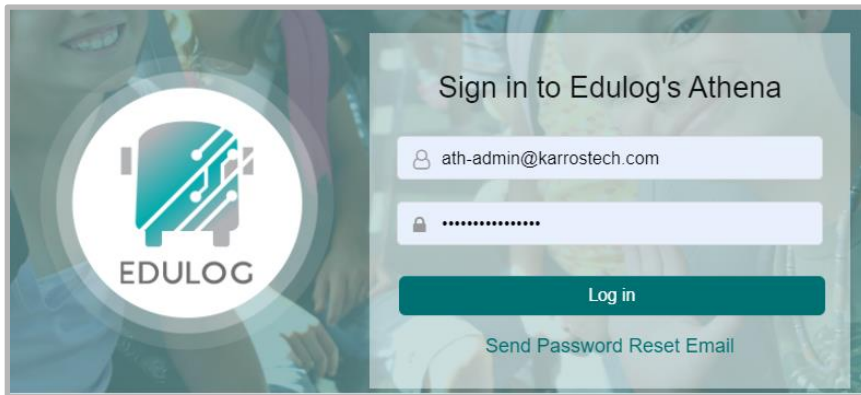 EDULOG
Sign in to Edulog's Athena
ath-admin@karrostech.com
••••••••••••••••
Log in
Send Password Reset Email